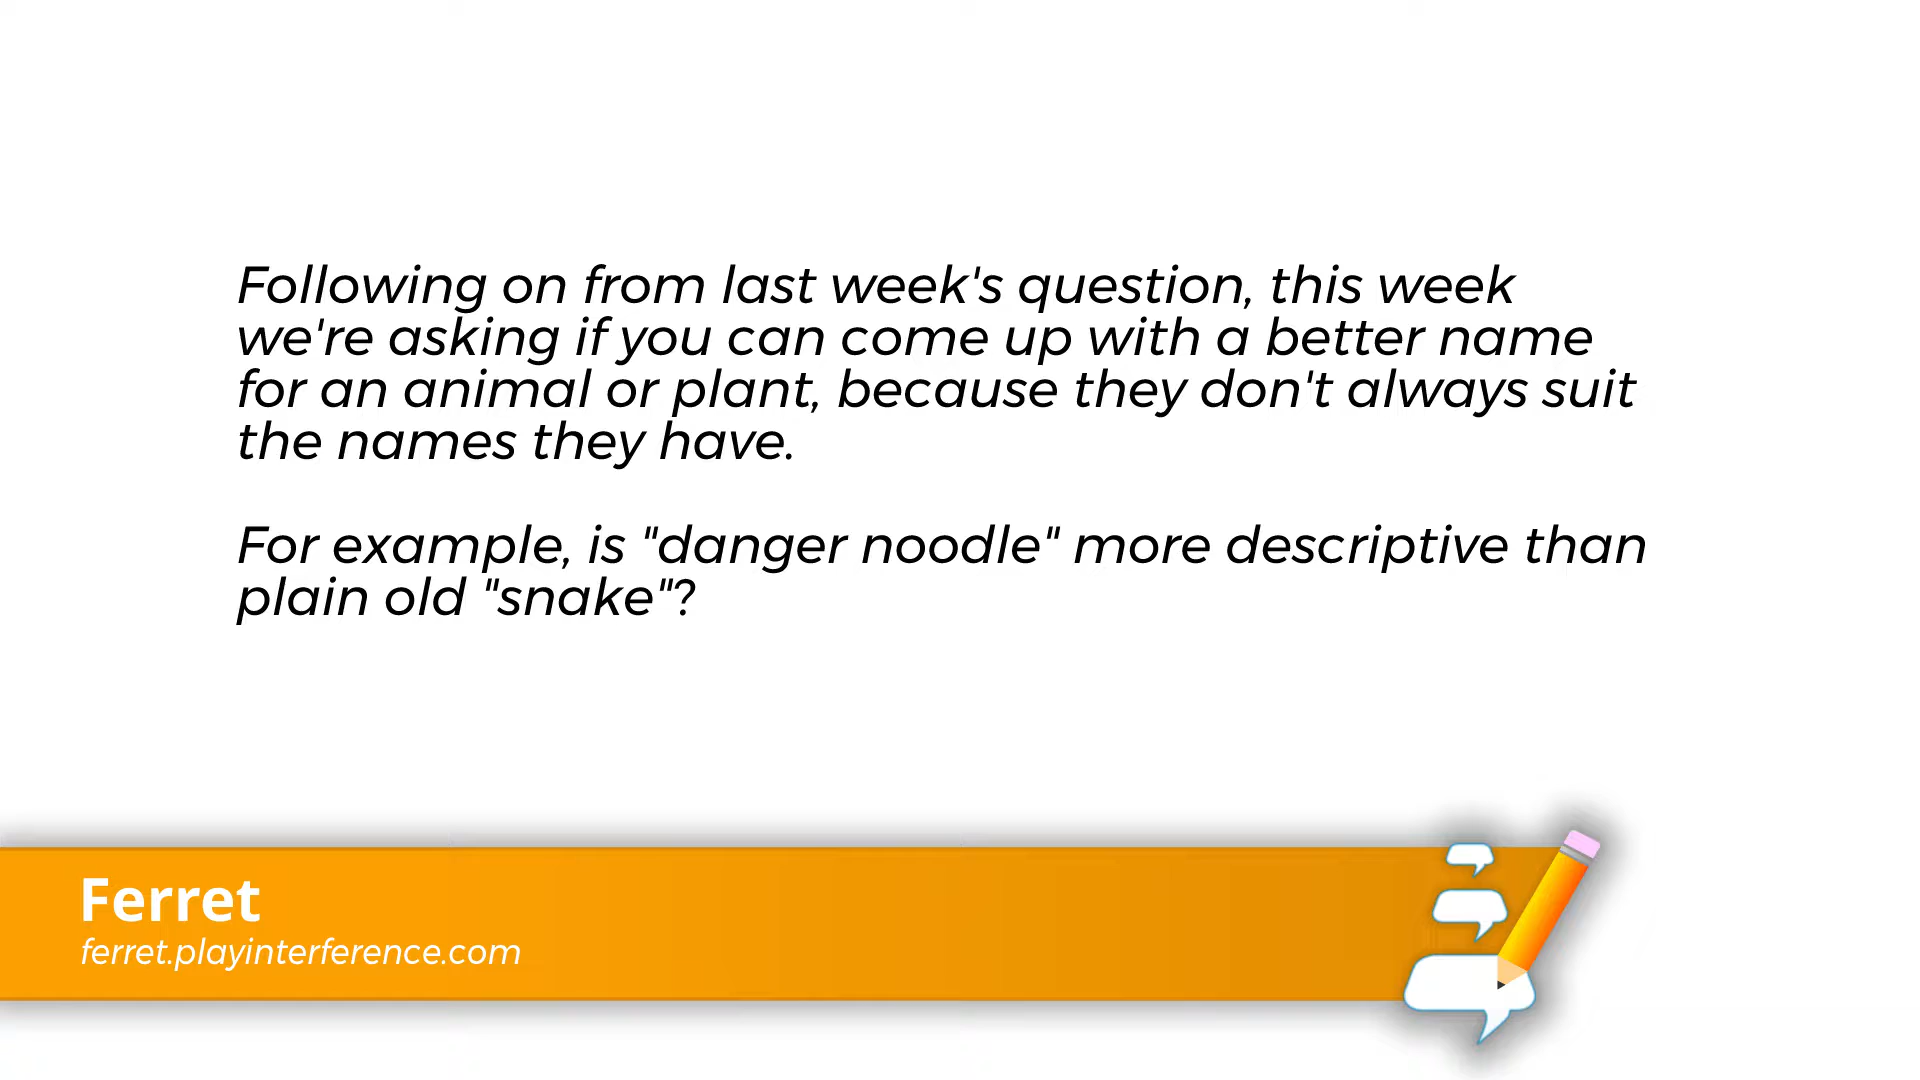 Following on from last week's question, this week
we're asking if you can come up with a better name
for an animal or plant, because they don't always suit
the names they have.
For example, is "danger noodle" more descriptive than
plain old "snake"?
Ferret
ferret.playinterference.com